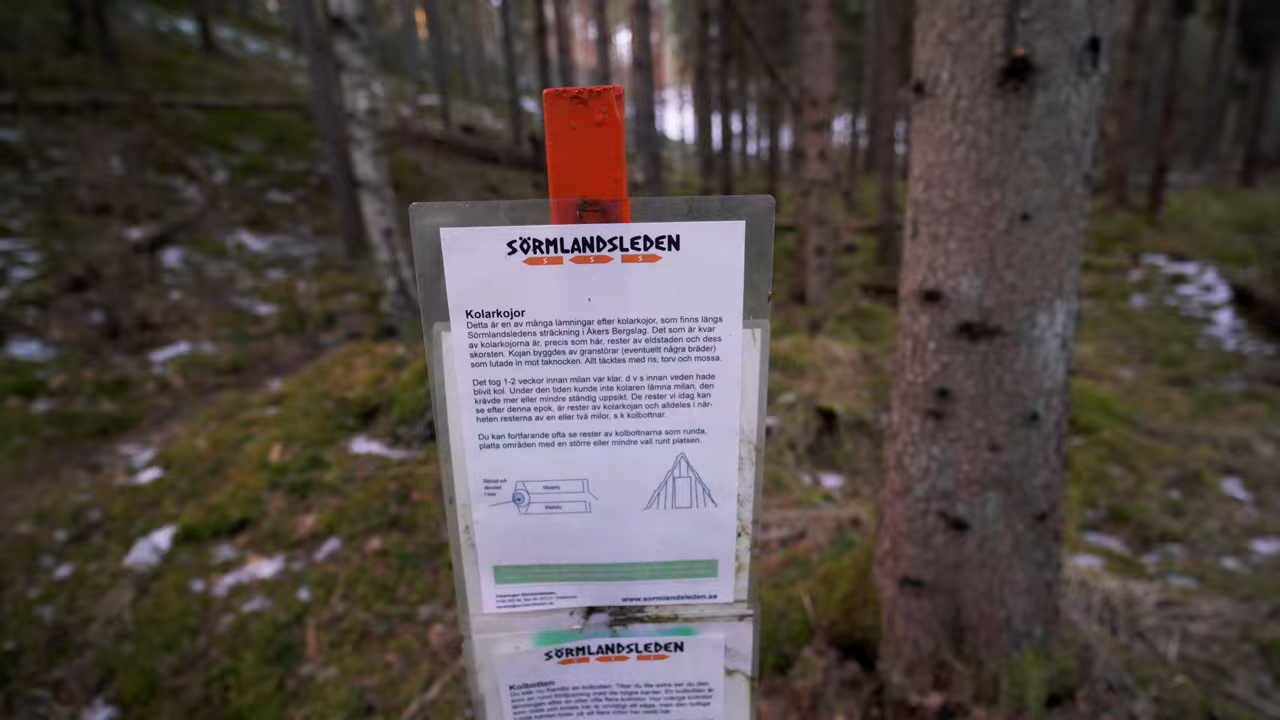 SÖRMLANDSLEDEN
S S S
Kolarkojor
Detta är en av många lämningar efter kolarkojor, som finns längs
Sörmlandsledens sträckning i Åkers Bergslag. Det som är kvar
av kolarkojorna är, precis som här, rester av eldstaden och dess
skorsten. Kojan byggdes av granstörar (eventuellt några bräder)
som lutade in mot taknocken. Allt täcktes med ris, torv och mossa.
Det tog 1-2 veckor innan milan var klar, d v s innan veden hade
blivit kol. Under den tiden kunde inte kolaren lämna milan, den
krävde mer eller mindre ständig uppsikt. De rester vi idag kan
se efter denna epok, är rester av kolarkojan och alldeles i när-
heten resterna av en eller två milor, s k kolbottnar.
Du kan fortfarande ofta se rester av kolbottnarna som runda,
platta områden med en större eller mindre vall runt platsen.
Eldstad och
skorsten
www.sormlandsleden.se
SÖRMLANDSLEDEN
Kolbotten